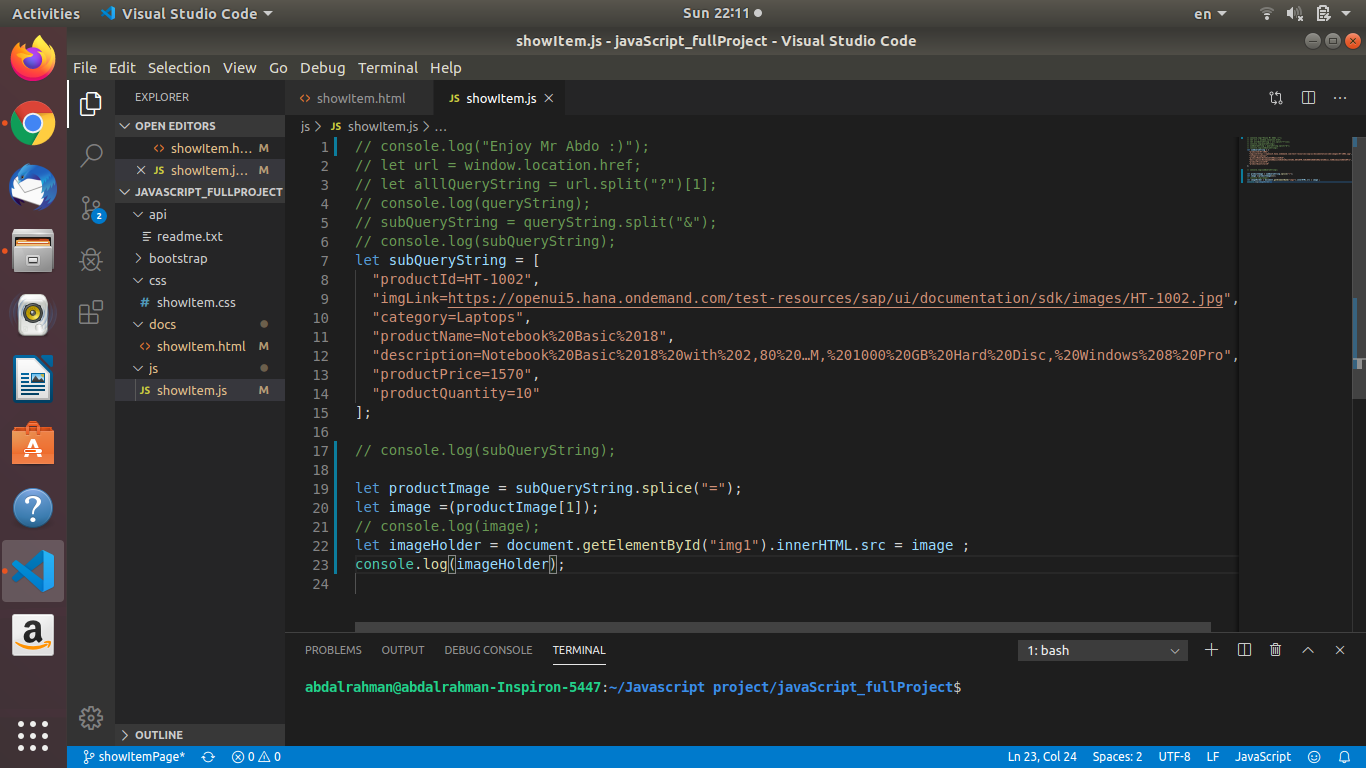 Activities
Visual Studio Code
Sun 22:11
en
showItem.js - javaScript_fullProject - Visual Studio Code
File Edit Selection View Go Debug Terminal Help
EXPLORER
showItem.html
JS showItem.js
OPEN EDITORS
showItem.h... M
JS showItem.j... M
JAVASCRIPT_FULLPROJECT
api
readme.txt
bootstrap
css
# showItem.css
docs
showItem.html M
js
JS showItem.js M
OUTLINE
2
js > JS showItem.js > ...
1 // console.log("Enjoy Mr Abdo :)");
2 // let url = window.location.href;
3 // let alllQueryString = url.split("?")[1];
4 // console.log(queryString);
5 // subQueryString = queryString.split("&");
6 // console.log(subQueryString);
7 let subQueryString = [
8 "productId=HT-1002",
9 "imgLink=https://openui5.hana.ondemand.com/test-resources/sap/ui/documentation/sdk/images/HT-1002.jpg",
10 "category=Laptops",
11 "productName=Notebook%20Basic%2018",
12 "description=Notebook%20Basic%2018%20with%202,80%20…M,%201000%20GB%20Hard%20Disc,%20Windows%208%20Pro",
13 "productPrice=1570",
14 "productQuantity=10"
15 ];
16
17 // console.log(subQueryString);
18
19 let productImage = subQueryString.splice("=");
20 let image =(productImage[1]);
21 // console.log(image);
22 let imageHolder = document.getElementById("img1").innerHTML.src = image ;
23 console.log(imageHolder);
24
PROBLEMS OUTPUT DEBUG CONSOLE TERMINAL
1: bash
abdalrahman@abdalrahman-Inspiron-5447:~/Javascript project/javaScript_fullProject$
showItemPage* 0 0
Ln 23, Col 24 Spaces: 2 UTF-8 LF JavaScript